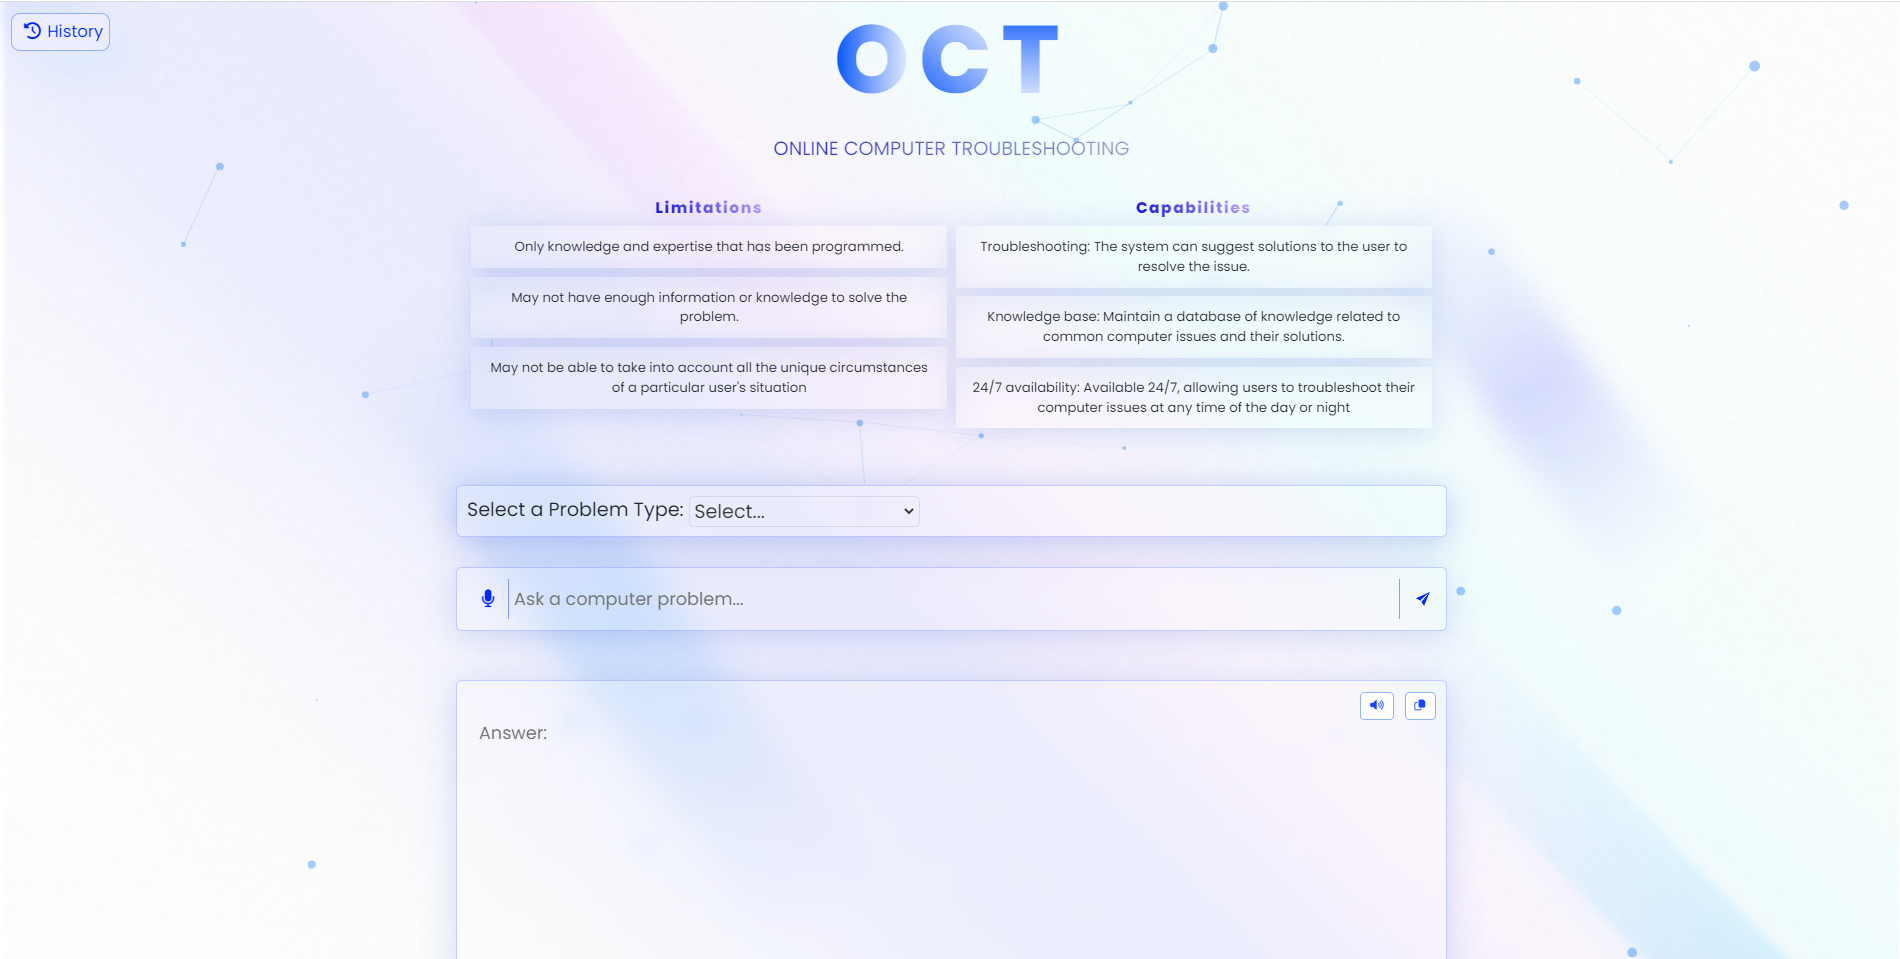 History
OCT
ONLINE COMPUTER TROUBLESHOOTING
Limitations
Only knowledge and expertise that has been programmed.
May not have enough information or knowledge to solve the
problem.
May not be able to take into account all the unique circumstances
of a particular user's situation
Capabilities
Troubleshooting: The system can suggest solutions to the user to
resolve the issue.
Knowledge base: Maintain a database of knowledge related to
common computer issues and their solutions.
24/7 availability: Available 24/7, allowing users to troubleshoot their
computer issues at any time of the day or night
Select a Problem Type: Select...
Ask a computer problem...
Answer: